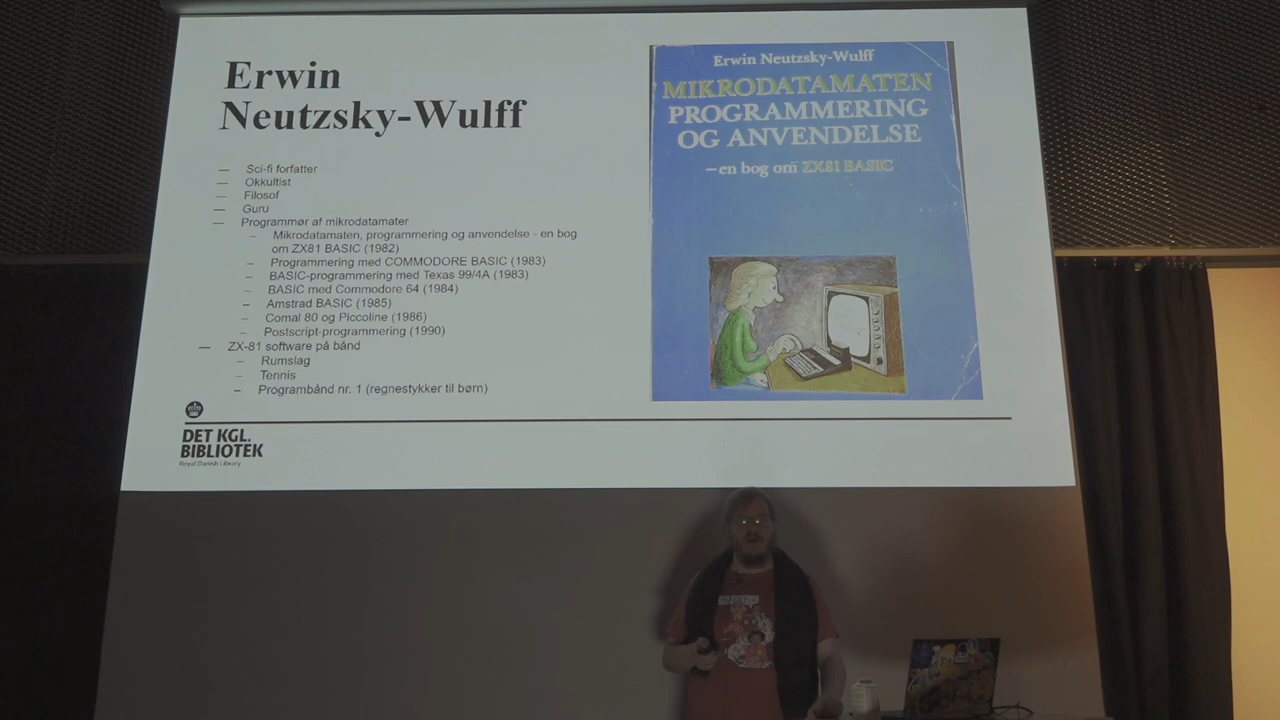 Erwin
Neutzsky-Wulff
— Sci-fi forfatter
— Okkultist
— Filosof
— Guru
— Programmør af mikrodatamater
– Mikrodatamaten, programmering og anvendelse - en bog
om ZX81 BASIC (1982)
– Programmering med COMMODORE BASIC (1983)
– BASIC-programmering med Texas 99/4A (1983)
– BASIC med Commodore 64 (1984)
– Amstrad BASIC (1985)
– Comal 80 og Piccoline (1986)
– Postscript-programmering (1990)
— ZX-81 software på bånd
– Rumslag
– Tennis
– Programbånd nr. 1 (regnestykker til børn)
DET KGL.
BIBLIOTEK
Royal Danish Library
Erwin Neutzsky-Wulff
MIKRODATAMATEN
PROGRAMMERING
OG ANVENDELSE
– en bog om ZX81 BASIC